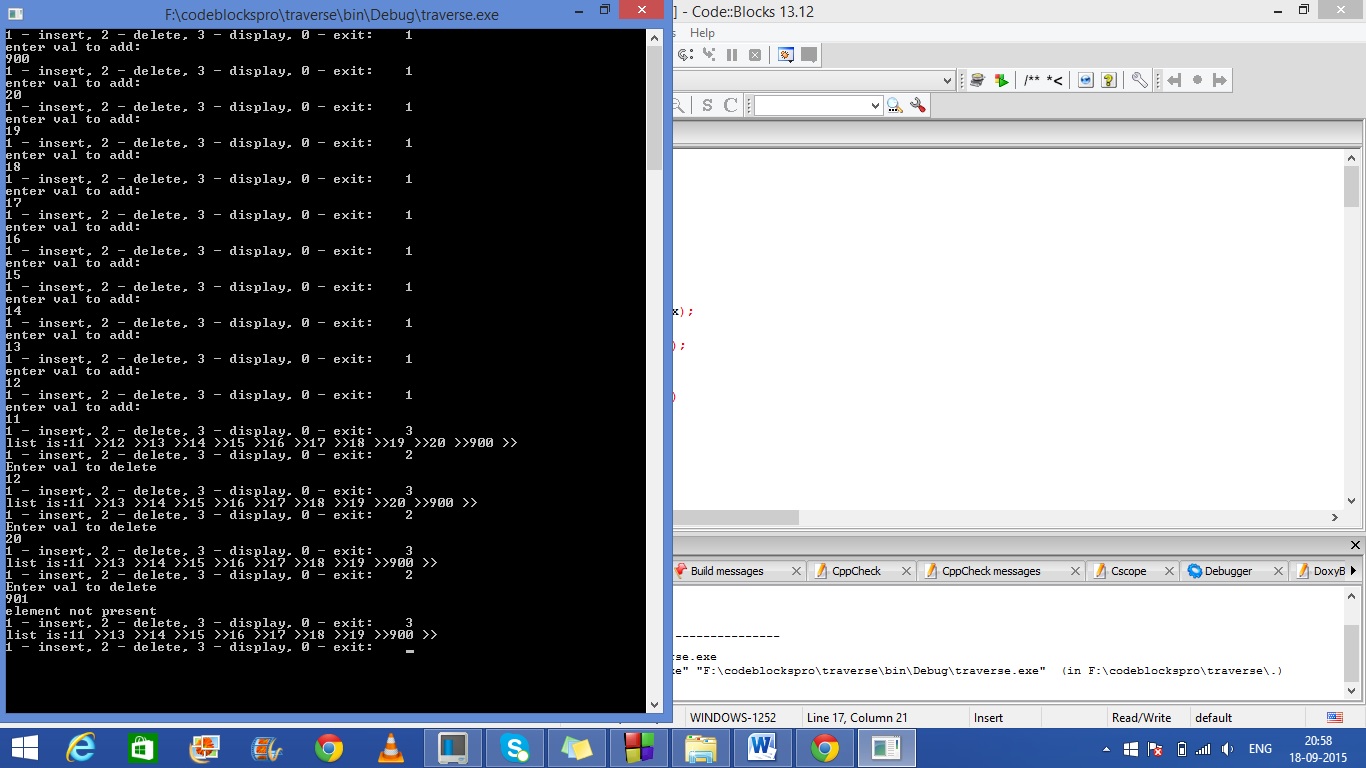 F:\codeblockspro\traverse\bin\Debug\traverse.exe
1 - insert, 2 - delete, 3 - display, 0 - exit:    1
enter val to add:
900
1 - insert, 2 - delete, 3 - display, 0 - exit:    1
enter val to add:
20
1 - insert, 2 - delete, 3 - display, 0 - exit:    1
enter val to add:
19
1 - insert, 2 - delete, 3 - display, 0 - exit:    1
enter val to add:
18
1 - insert, 2 - delete, 3 - display, 0 - exit:    1
enter val to add:
17
1 - insert, 2 - delete, 3 - display, 0 - exit:    1
enter val to add:
16
1 - insert, 2 - delete, 3 - display, 0 - exit:    1
enter val to add:
15
1 - insert, 2 - delete, 3 - display, 0 - exit:    1
enter val to add:
14
1 - insert, 2 - delete, 3 - display, 0 - exit:    1
enter val to add:
13
1 - insert, 2 - delete, 3 - display, 0 - exit:    1
enter val to add:
12
1 - insert, 2 - delete, 3 - display, 0 - exit:    1
enter val to add:
11
1 - insert, 2 - delete, 3 - display, 0 - exit:    3
list is:11 >>12 >>13 >>14 >>15 >>16 >>17 >>18 >>19 >>20 >>900 >>
1 - insert, 2 - delete, 3 - display, 0 - exit:    2
Enter val to delete
12
1 - insert, 2 - delete, 3 - display, 0 - exit:    3
list is:11 >>13 >>14 >>15 >>16 >>17 >>18 >>19 >>20 >>900 >>
1 - insert, 2 - delete, 3 - display, 0 - exit:    2
Enter val to delete
20
1 - insert, 2 - delete, 3 - display, 0 - exit:    3
list is:11 >>13 >>14 >>15 >>16 >>17 >>18 >>19 >>900 >>
1 - insert, 2 - delete, 3 - display, 0 - exit:    2
Enter val to delete
901
element not present
1 - insert, 2 - delete, 3 - display, 0 - exit:    3
list is:11 >>13 >>14 >>15 >>16 >>17 >>18 >>19 >>900 >>
1 - insert, 2 - delete, 3 - display, 0 - exit:    _
] - Code::Blocks 13.12
s Help
/** *<
S C
x);
);
)
Build messages CppCheck CppCheck messages Cscope Debugger DoxyB
---------------
rse.exe
xe" "F:\codeblockspro\traverse\bin\Debug\traverse.exe"  (in F:\codeblockspro\traverse\.)
WINDOWS-1252 Line 17, Column 21 Insert Read/Write default
ENG 20:58
18-09-2015